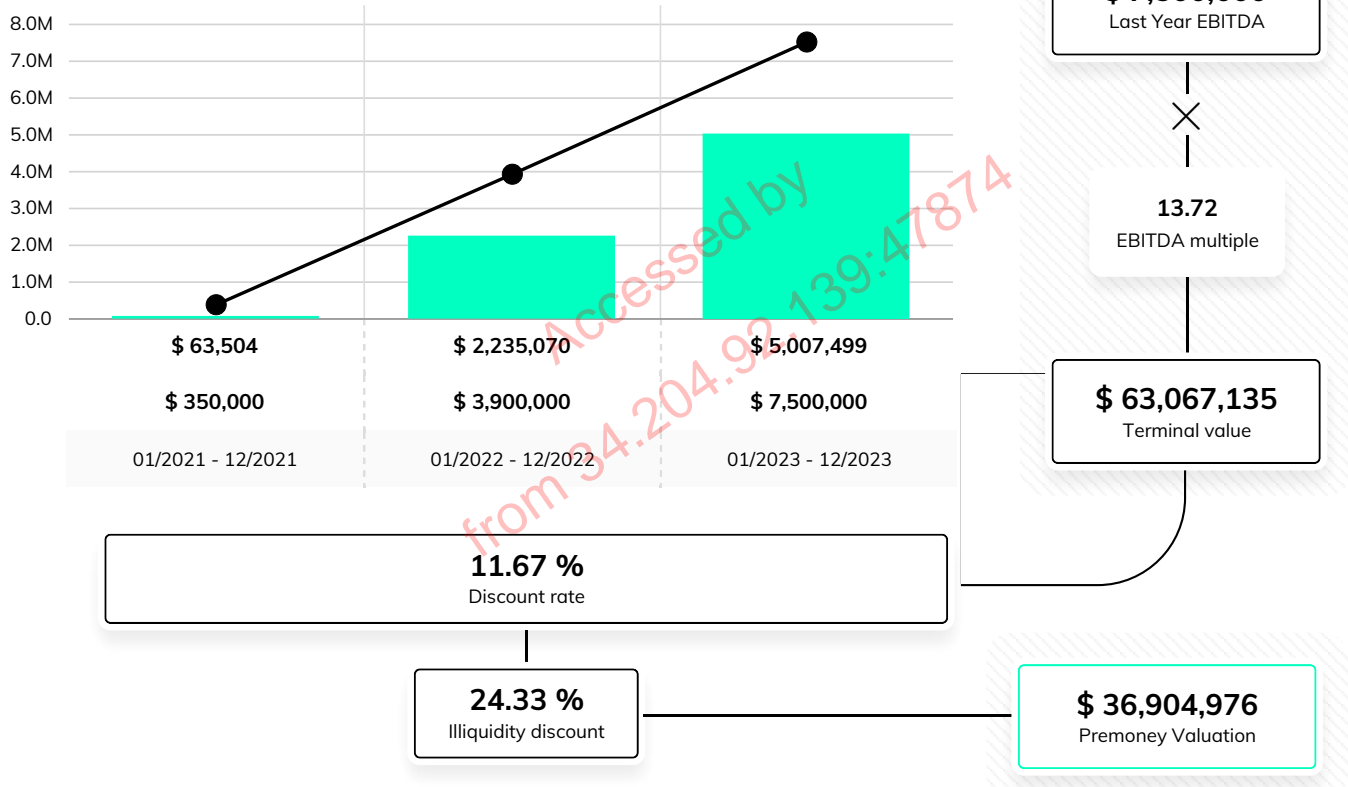 8.0M
7.0M
6.0M
5.0M
4.0M
3.0M
2.0M
1.0M
0.0
$ 63,504
$ 2,235,070
$ 5,007,499
$ 350,000
$ 3,900,000
$ 7,500,000
01/2021 - 12/2021
01/2022 - 12/2022
01/2023 - 12/2023
Last Year EBITDA
13.72
EBITDA multiple
$ 63,067,135
Terminal value
11.67 %
Discount rate
24.33 %
Illiquidity discount
$ 36,904,976
Premoney Valuation
Accessed by
from 34.204.92.139:47874